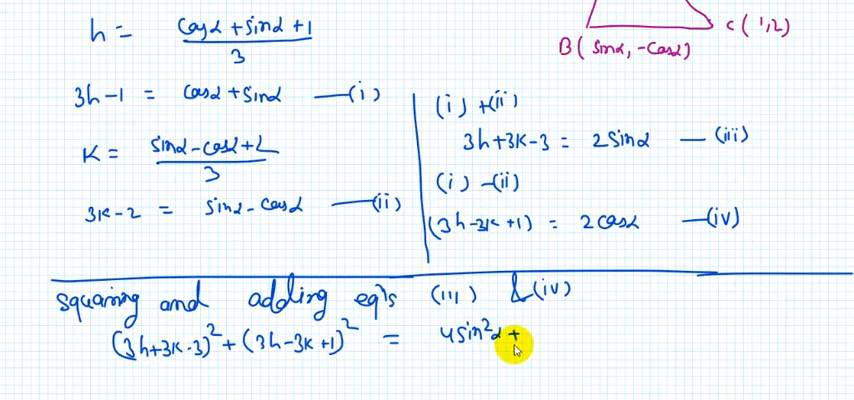 h = cosα + sinα + 1 / 3
3h-1 = cosα + sinα —(i)
K = sinα - cosα + 2 / 3
3K-2 = sinα - cosα —(ii)
B( sinα, -cosα)
C( 1,2)
(i) +(ii)
3h+3K-3 = 2sinα —(iii)
(i) -(ii)
(3h-3K+1) = 2cosα —(iv)
squaring and adding eq's (iii) &(iv)
(3h+3K-3)² + (3h-3K+1)² = 4sin²α +